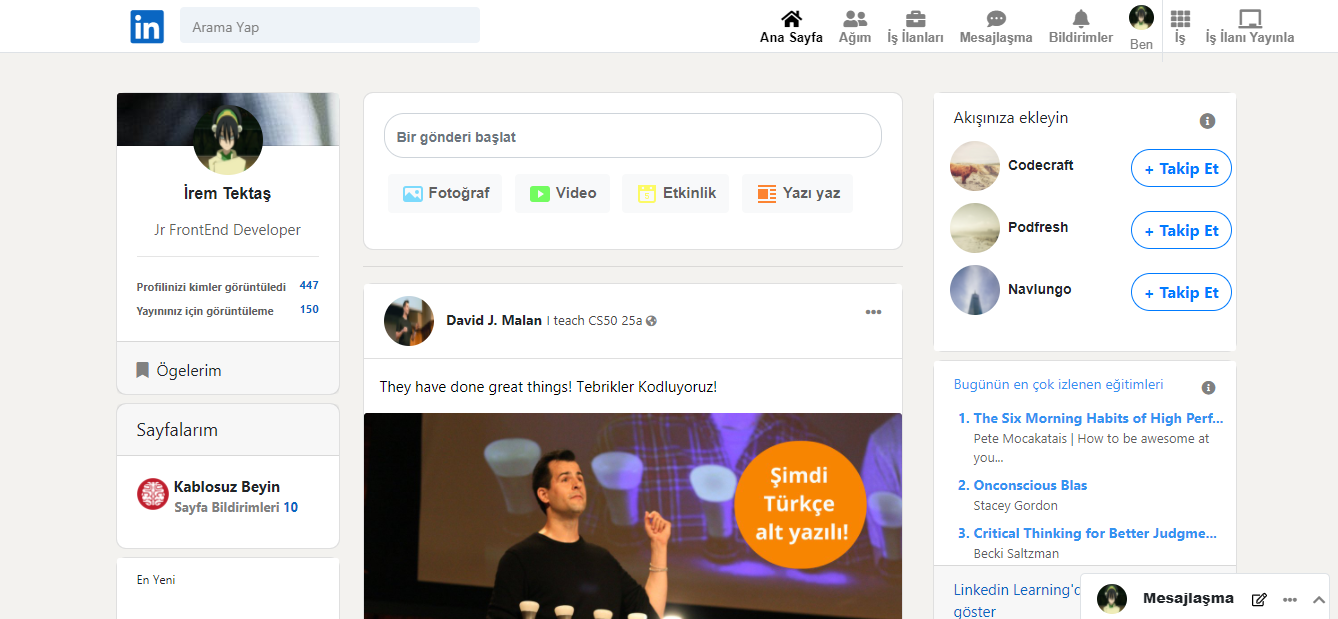 in
Arama Yap
Ana Sayfa
Ağım
İş İlanları
Mesajlaşma
Bildirimler
Ben
İş
İş İlanı Yayınla
İrem Tektaş
Jr FrontEnd Developer
Profilinizi kimler görüntüledi 447
Yayınınız için görüntüleme 150
Ögelerim
Sayfalarım
Kablosuz Beyin
Sayfa Bildirimleri 10
En Yeni
Bir gönderi başlat
Fotoğraf
Video
Etkinlik
Yazı yaz
David J. Malan I teach CS50 25a
They have done great things! Tebrikler Kodluyoruz!
Şimdi
Türkçe
alt yazılı!
Akışınıza ekleyin
Codecraft
+ Takip Et
Podfresh
+ Takip Et
Navlungo
+ Takip Et
Bugünün en çok izlenen eğitimleri
1. The Six Morning Habits of High Perf...
Pete Mocakatais | How to be awesome at
you...
2. Onconscious Blas
Stacey Gordon
3. Critical Thinking for Better Judgme...
Becki Saltzman
Linkedin Learning'd
göster
Mesajlaşma